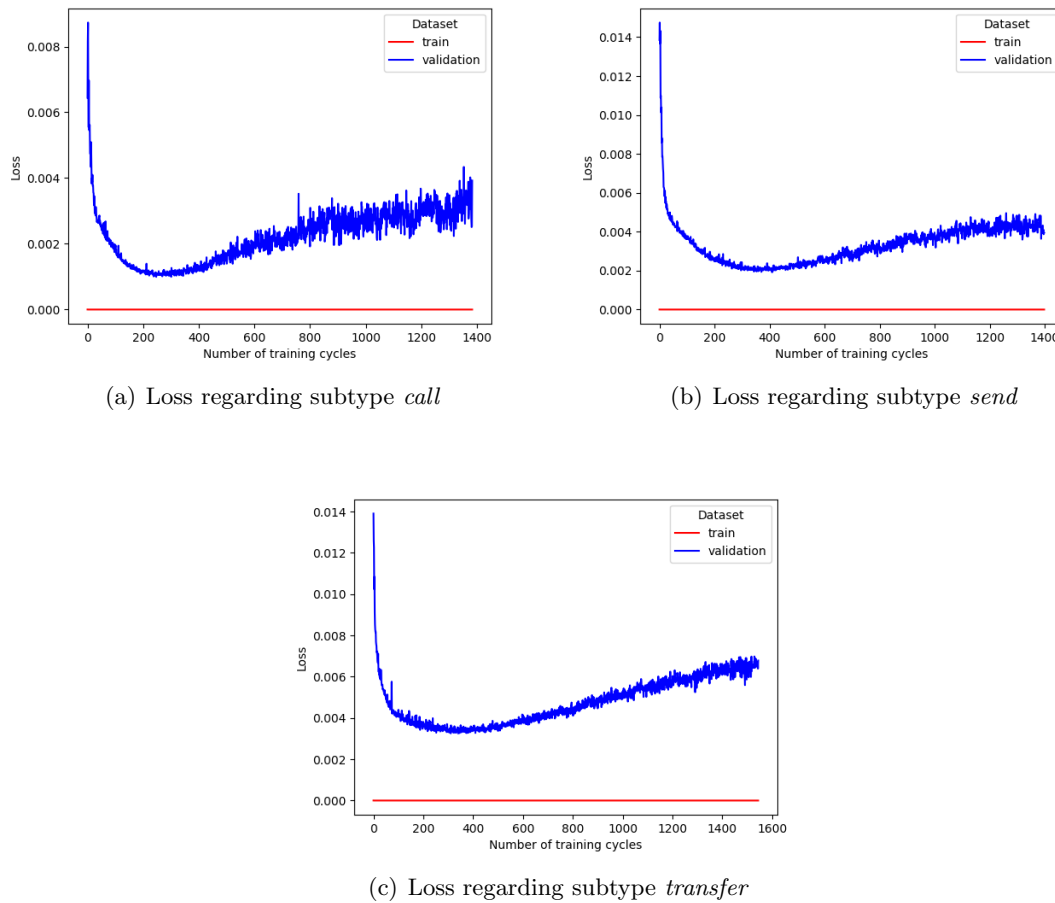 Dataset
train
validation
0.008
0.006
0.004
0.002
0.000
Loss
0 200 400 600 800 1000 1200 1400
Number of training cycles
(a) Loss regarding subtype call
Dataset
train
validation
0.014
0.012
0.010
0.008
0.006
0.004
0.002
0.000
Loss
0 200 400 600 800 1000 1200 1400
Number of training cycles
(b) Loss regarding subtype send
Dataset
train
validation
0.014
0.012
0.010
0.008
0.006
0.004
0.002
0.000
Loss
0 200 400 600 800 1000 1200 1400 1600
Number of training cycles
(c) Loss regarding subtype transfer